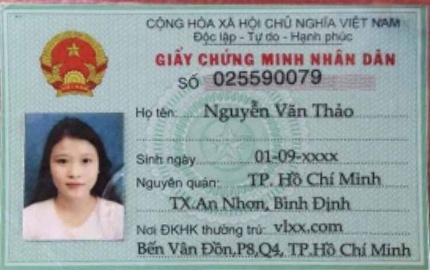 CỘNG HÒA XÃ HỘI CHỦ NGHĨA VIỆT NAM
Độc lập - Tự do - Hạnh phúc
GIẤY CHỨNG MINH NHÂN DÂN
SỐ 025590079
Họ tên: Nguyễn Văn Thảo
Sinh ngày 01-09-xxxx
Nguyên quán: TP. Hồ Chí Minh
TX.An Nhơn, Bình Định
Nơi ĐKHK thường trú: vlxx.com
Bến Vân Đồn,P8,Q4, TP.Hồ Chí Minh